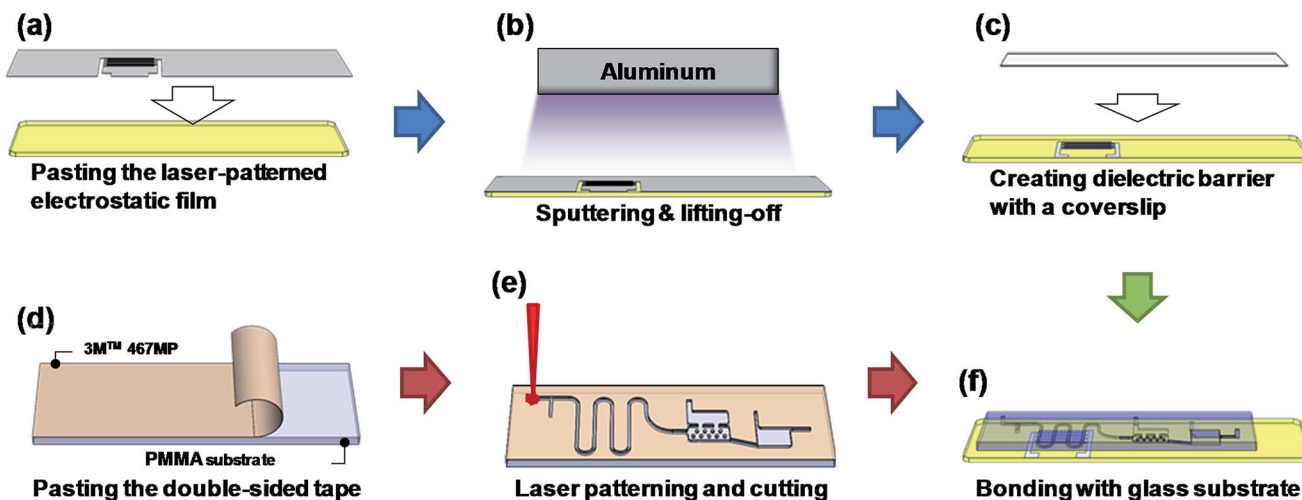 (a)
Pasting the laser-patterned
electrostatic film
(b)
Aluminum
Sputtering & lifting-off
(c)
Creating dielectric barrier
with a coverslip
(d)
3M™ 467MP
PMMA substrate
Pasting the double-sided tape
(e)
Laser patterning and cutting
(f)
Bonding with glass substrate